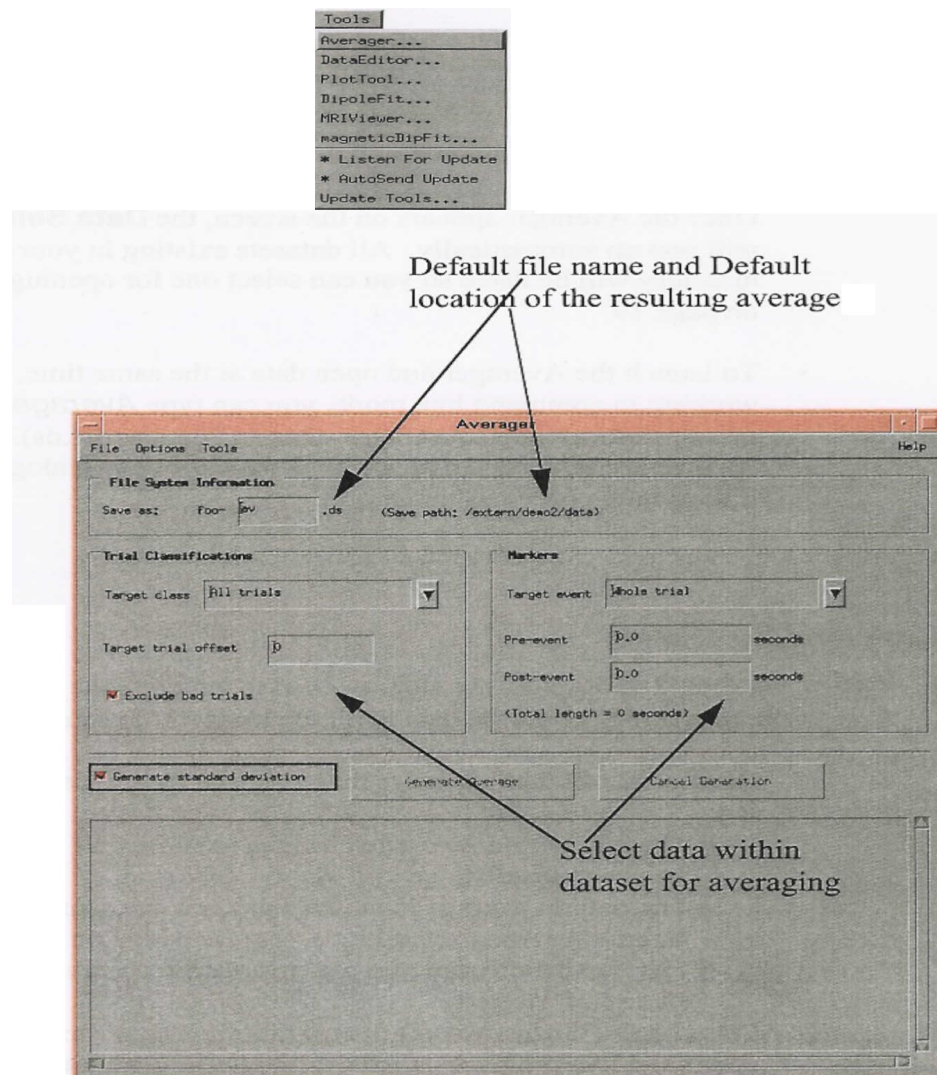 Tools
Averager...
DataEditor...
PlotTool...
DipoleFit...
MRIViewer...
magneticDipFit...
* Listen For Update
* AutoSend Update
Update Tools...
Default file name and Default
location of the resulting average
Averager
File Options Tools Help
File System Information
Save as: foo- av .ds (Save path: /extern/demo2/data)
Trial Classifications
Target class All trials
Target trial offset 0
Exclude bad trials
Markers
Target event Whole trial
Pre-event 0.0 seconds
Post-event 0.0 seconds
(Total length = 0 seconds)
Generate standard deviation
Generate Average
Cancel Generation
Select data within
dataset for averaging